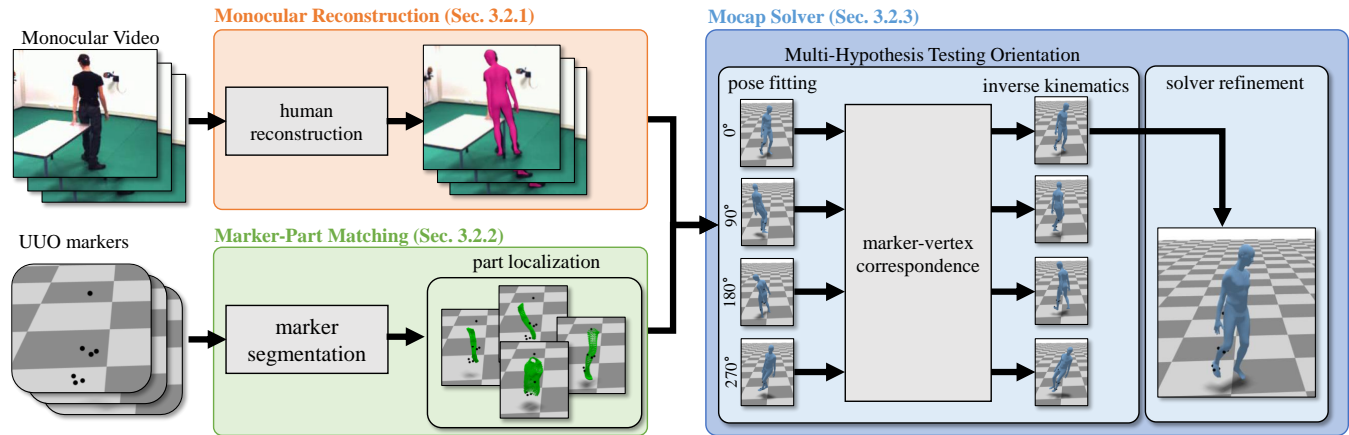 Monocular Reconstruction (Sec. 3.2.1)
Monocular Video
human
reconstruction
UUO markers
Marker-Part Matching (Sec. 3.2.2)
marker
segmentation
part localization
Mocap Solver (Sec. 3.2.3)
Multi-Hypothesis Testing Orientation
pose fitting
inverse kinematics
solver refinement
0°
90°
180°
270°
marker-vertex
correspondence